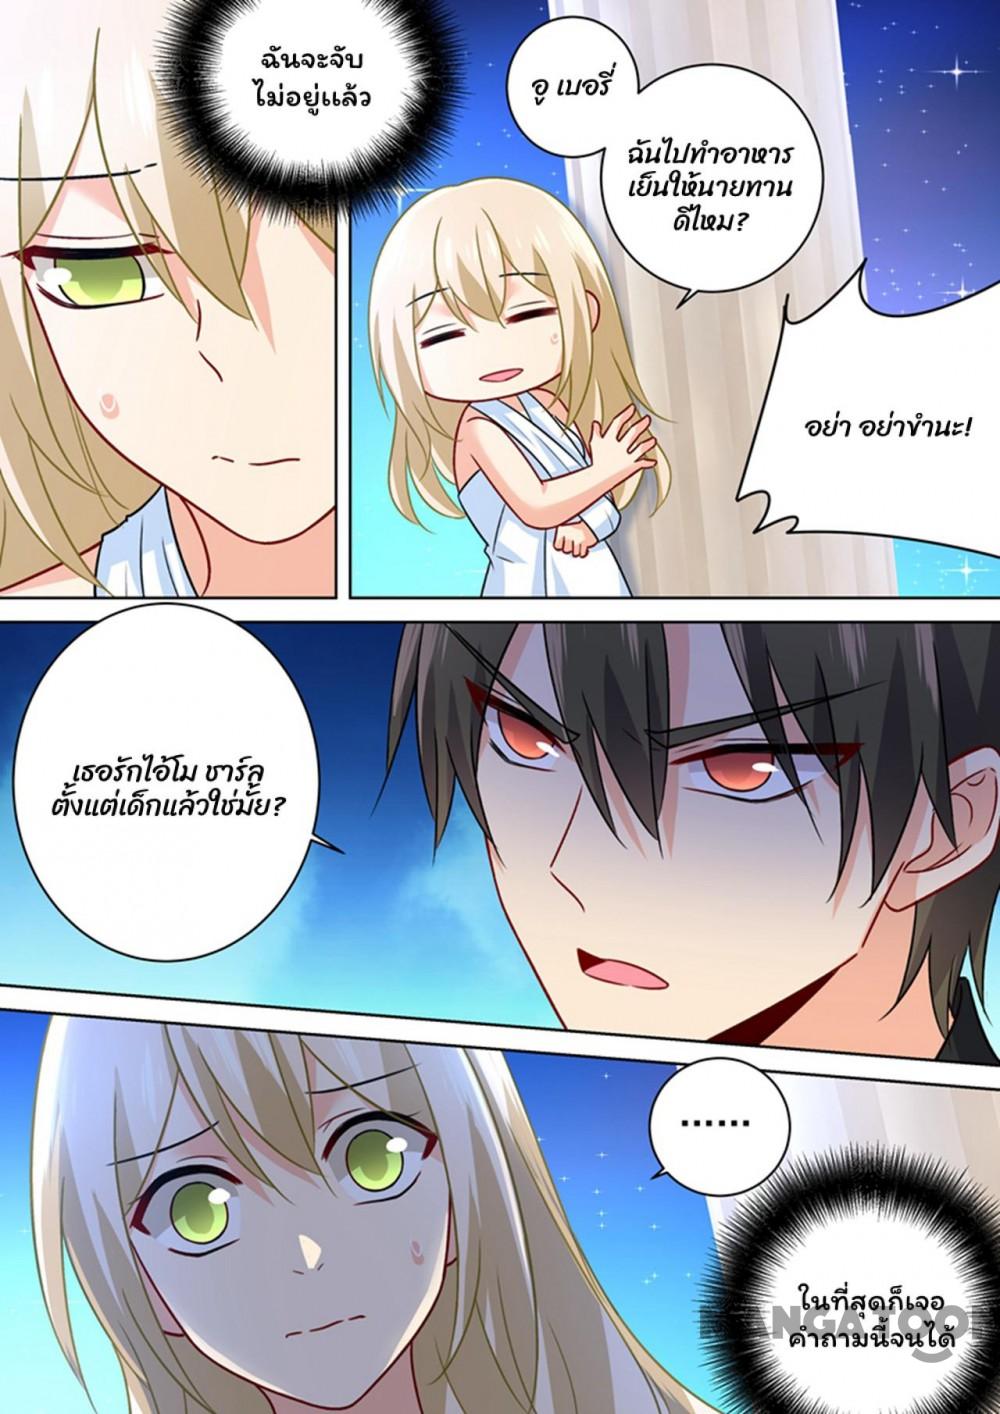 ฉันจะจับ
ไม่อยู่แล้ว
อู เบอรี่
ฉันไปทำอาหาร
เย็นให้นายทาน
ดีไหม?
อย่า อย่าขำนะ!
เธอรักไอ้โม ชาร์ล
ตั้งแต่เด็กแล้วใช่มั้ย?
......
ในที่สุดก็เจอ
คำถามนี้จนได้
MANGATOON